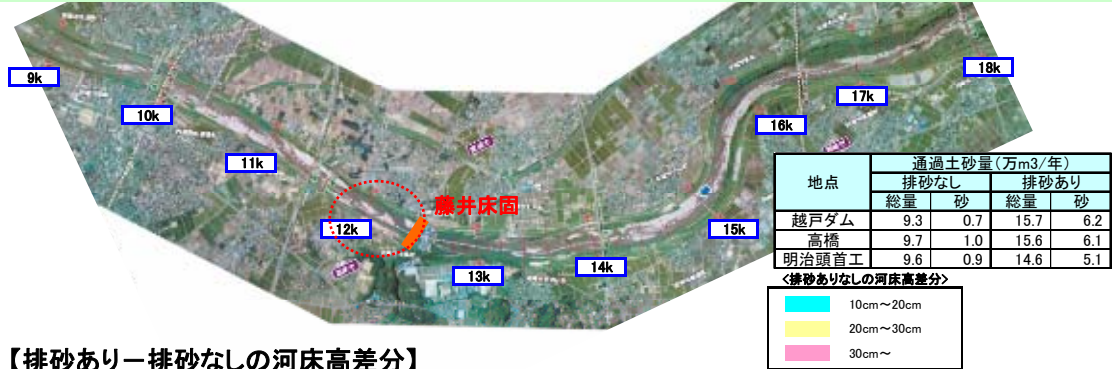 9k
10k
11k
12k
藤井床固
13k
14k
15k
16k
17k
18k
地点
通過土砂量(万m3/年)
排砂なし 排砂あり
総量 砂 総量 砂
越戸ダム 9.3 0.7 15.7 6.2
高橋 9.7 1.0 15.6 6.1
明治頭首工 9.6 0.9 14.6 5.1
<排砂ありなしの河床高差分>
10cm～20cm
20cm～30cm
30cm～
【排砂あり－排砂なしの河床高差分】